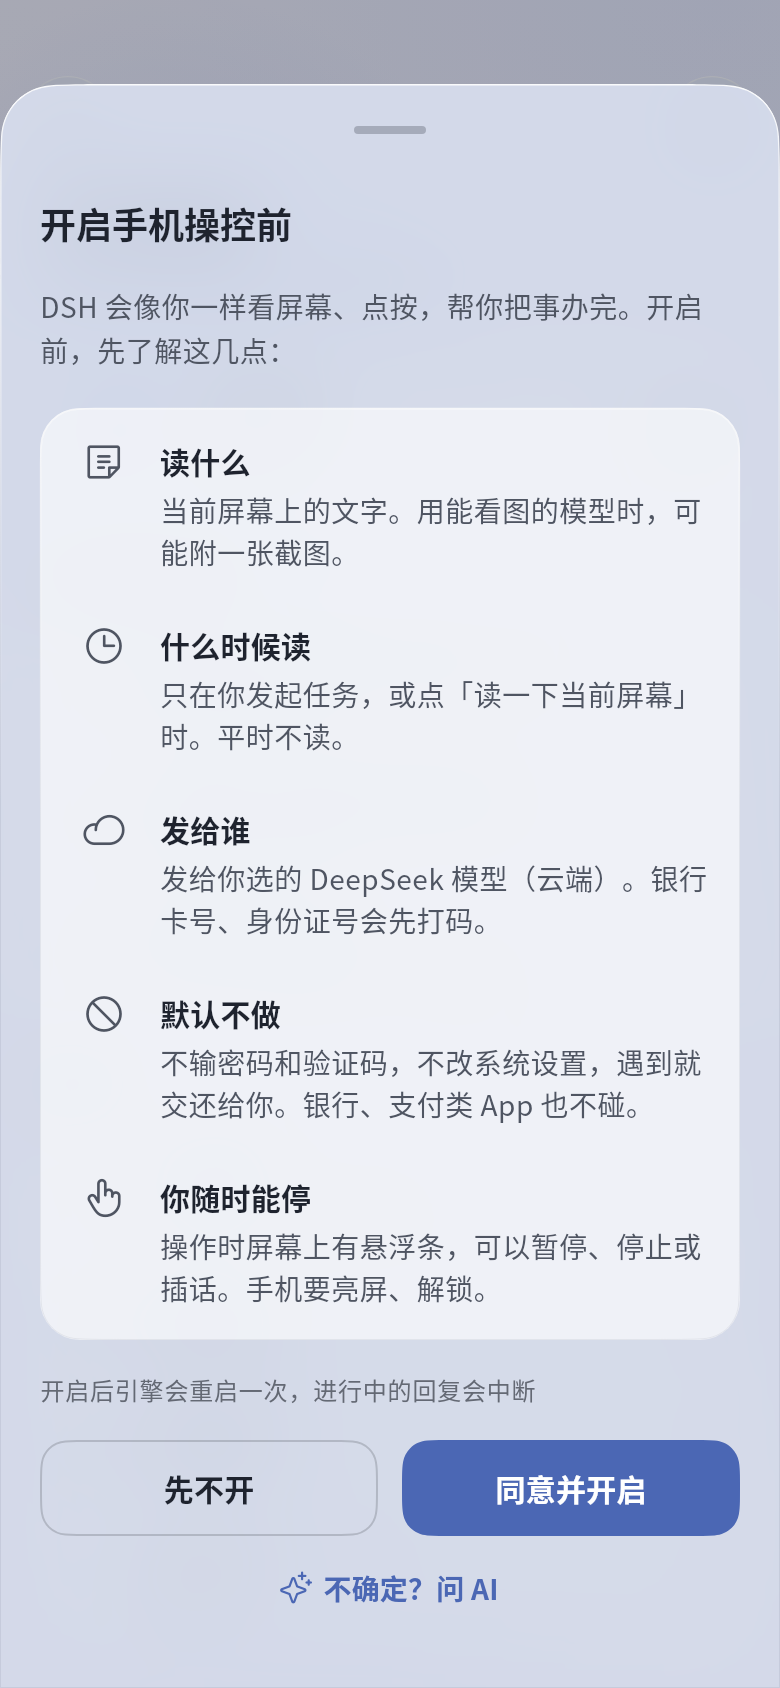 开启手机操控前
DSH 会像你一样看屏幕、点按，帮你把事办完。开启
前，先了解这几点：
读什么
当前屏幕上的文字。用能看图的模型时，可
能附一张截图。
什么时候读
只在你发起任务，或点「读一下当前屏幕」
时。平时不读。
发给谁
发给你选的 DeepSeek 模型（云端）。银行
卡号、身份证号会先打码。
默认不做
不输密码和验证码，不改系统设置，遇到就
交还给你。银行、支付类 App 也不碰。
你随时能停
操作时屏幕上有悬浮条，可以暂停、停止或
插话。手机要亮屏、解锁。
开启后引擎会重启一次，进行中的回复会中断
先不开
同意并开启
不确定？问 AI